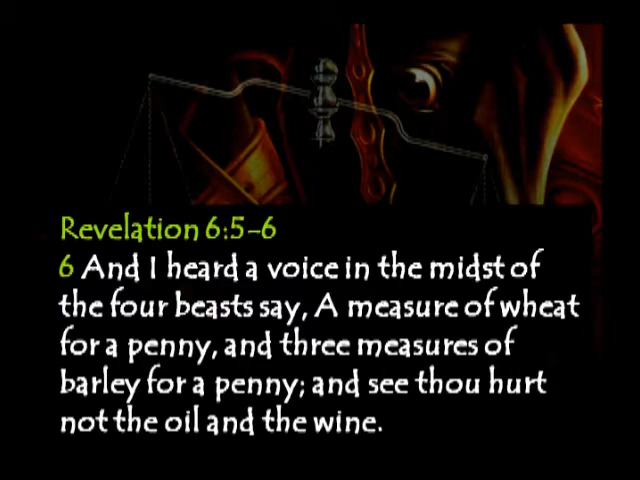 Revelation 6:5-6
6 And I heard a voice in the midst of
the four beasts say, A measure of wheat
for a penny, and three measures of
barley for a penny; and see thou hurt
not the oil and the wine.